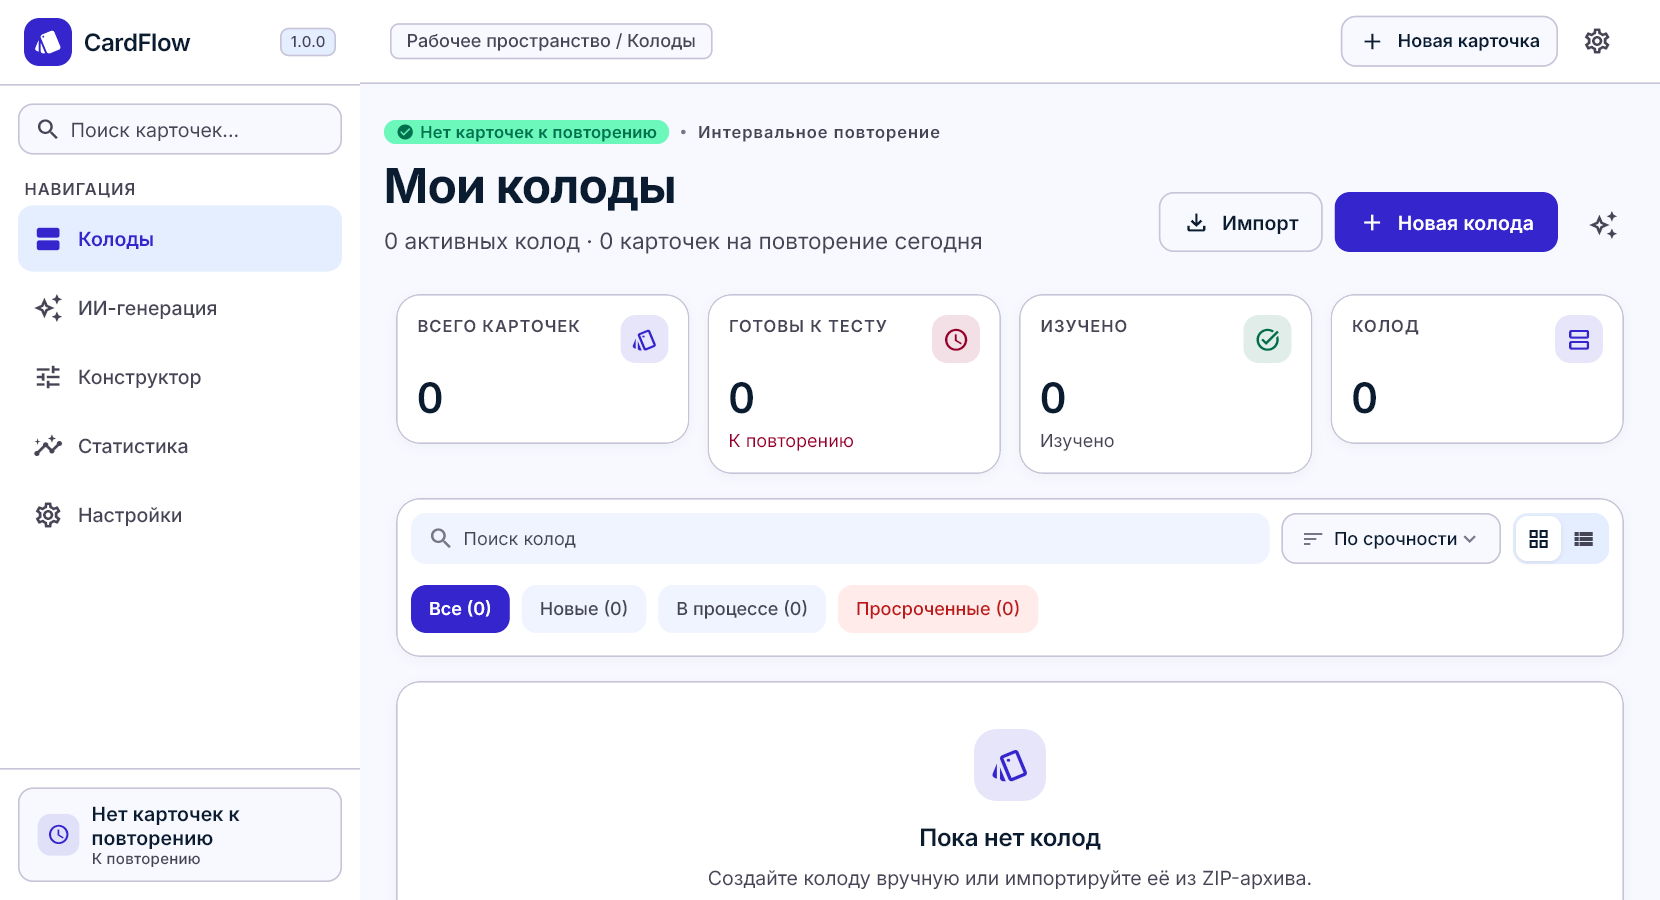 CardFlow
1.0.0
Поиск карточек...
НАВИГАЦИЯ
Колоды
ИИ-генерация
Конструктор
Статистика
Настройки
Нет карточек к
повторению
К повторению
Рабочее пространство / Колоды
Новая карточка
Нет карточек к повторению • Интервальное повторение
Мои колоды
0 активных колод · 0 карточек на повторение сегодня
Импорт
Новая колода
ВСЕГО КАРТОЧЕК
0
ГОТОВЫ К ТЕСТУ
0
К повторению
ИЗУЧЕНО
0
Изучено
КОЛОД
0
Поиск колод
По срочности
Все (0)
Новые (0)
В процессе (0)
Просроченные (0)
Пока нет колод
Создайте колоду вручную или импортируйте её из ZIP-архива.